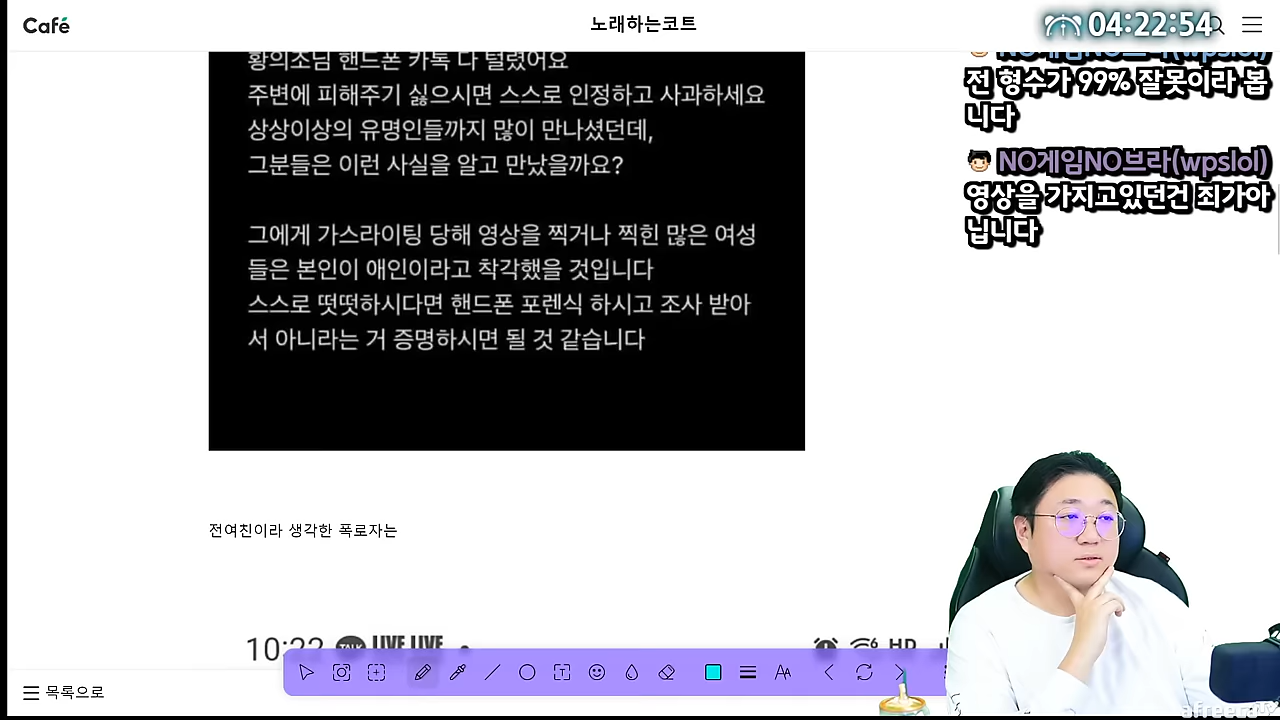 Café
노래하는코트
04:22:54
황의조님 핸드폰 카톡 다 털렸어요
주변에 피해주기 싫으시면 스스로 인정하고 사과하세요
상상이상의 유명인들까지 많이 만나셨던데,
그분들은 이런 사실을 알고 만났을까요?
그에게 가스라이팅 당해 영상을 찍거나 찍힌 많은 여성
들은 본인이 애인이라고 착각했을 것입니다
스스로 떳떳하시다면 핸드폰 포렌식 하시고 조사 받아
서 아니라는 거 증명하시면 될 것 같습니다
전여친이라 생각한 폭로자는
10:22 TALK LIVE LIVE
HD
목록으로
NO게임NO브라(wpslol)
전 형수가 99% 잘못이라 봅
니다
NO게임NO브라(wpslol)
영상을 가지고있던건 죄가아
닙니다
afreecaTV